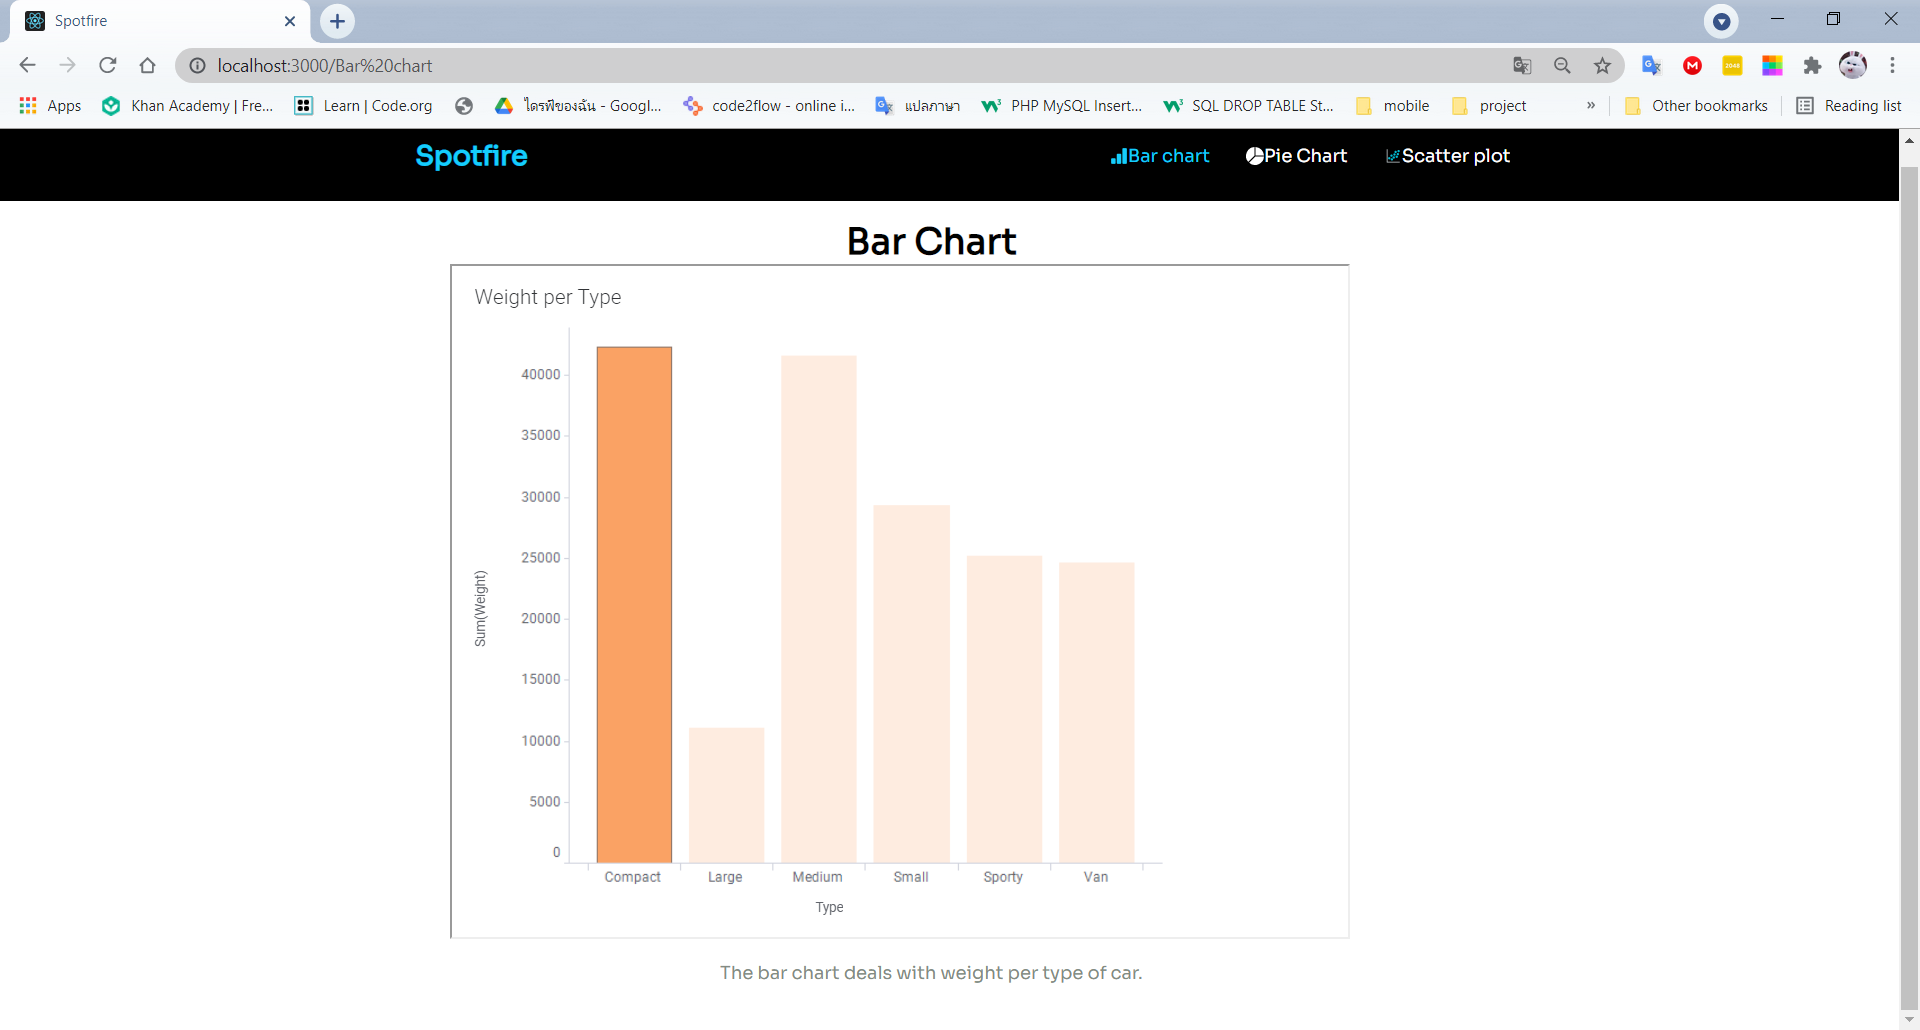 Spotfire
localhost:3000/Bar%20chart
Apps
Khan Academy | Fre...
Learn | Code.org
ไดรฟ์ของฉัน - Googl...
code2flow - online i...
แปลภาษา
PHP MySQL Insert...
SQL DROP TABLE St...
mobile
project
»
Other bookmarks
Reading list
Spotfire
Bar chart
Pie Chart
Scatter plot
Bar Chart
Weight per Type
40000
35000
30000
25000
20000
15000
10000
5000
0
Sum(Weight)
Compact Large Medium Small Sporty Van
Type
The bar chart deals with weight per type of car.